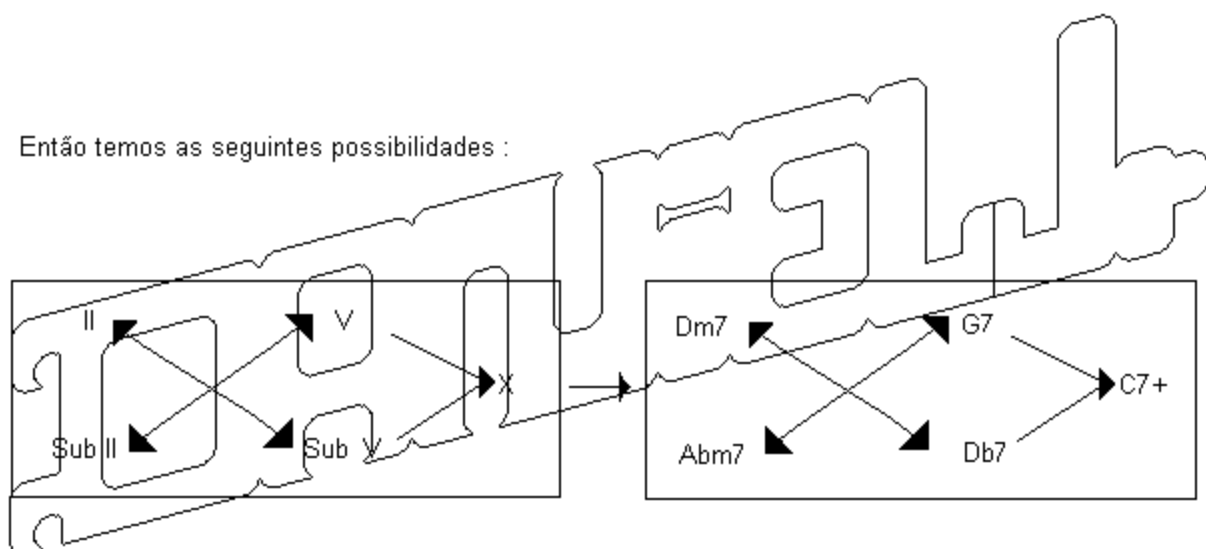 Então temos as seguintes possibilidades :
II V
X
Sub II Sub V
Dm7 G7
C7+
Abm7 Db7